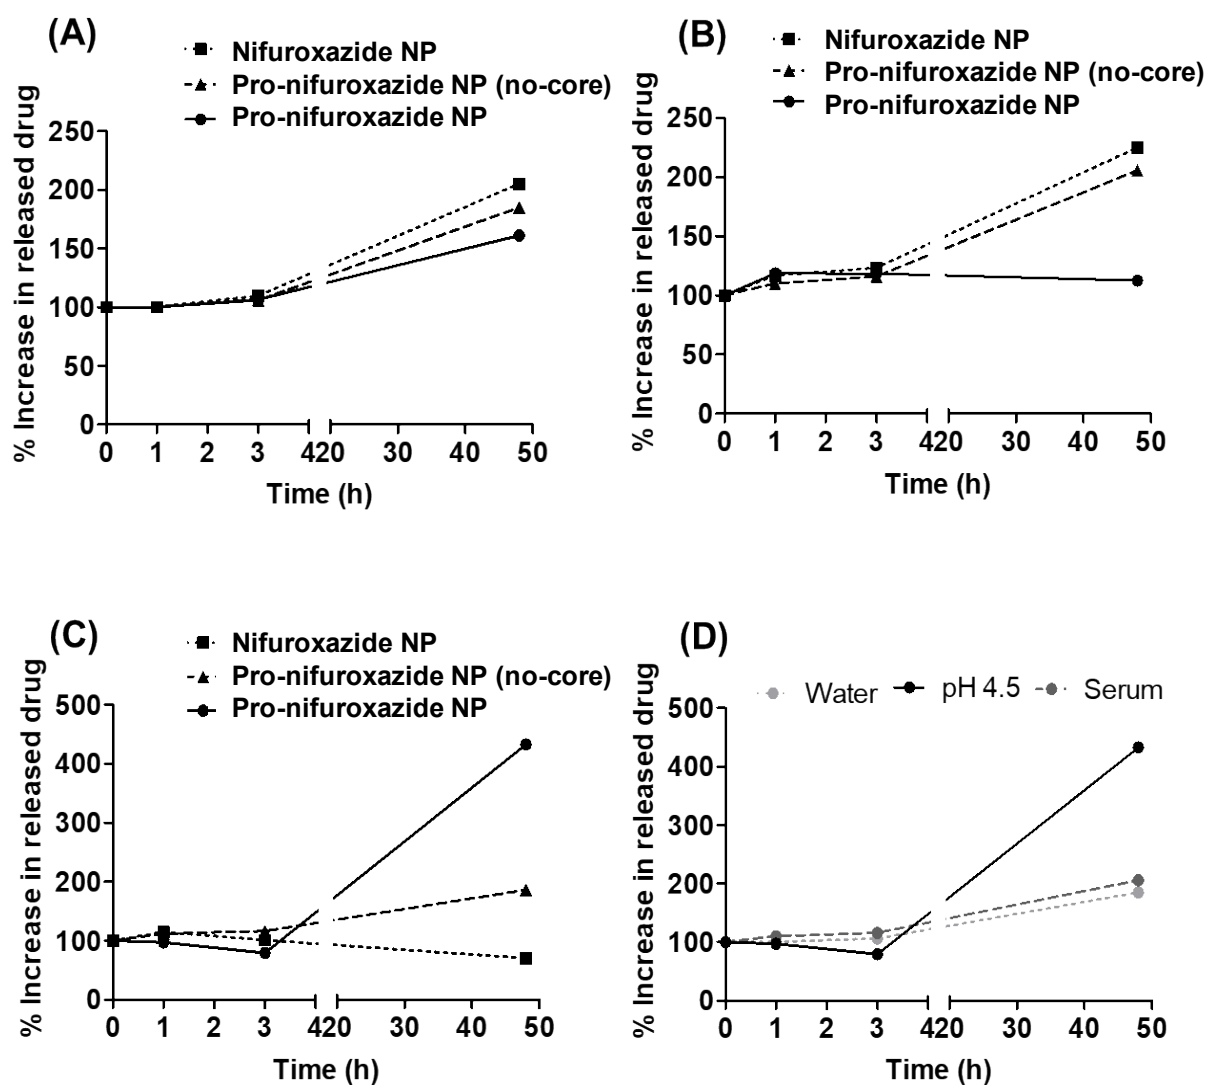 (A)
Nifuroxazide NP
Pro-nifuroxazide NP (no-core)
Pro-nifuroxazide NP
% Increase in released drug
250
200
150
100
50
0
0 1 2 3 4 20 30 40 50
Time (h)
(B)
Nifuroxazide NP
Pro-nifuroxazide NP (no-core)
Pro-nifuroxazide NP
% Increase in released drug
250
200
150
100
50
0
0 1 2 3 4 20 30 40 50
Time (h)
(C)
Nifuroxazide NP
Pro-nifuroxazide NP (no-core)
Pro-nifuroxazide NP
% Increase in released drug
500
400
300
200
100
0
0 1 3 4 20 30 40 50
Time (h)
(D)
Water pH 4.5 Serum
% Increase in released drug
500
400
300
200
100
0
0 1 3 4 20 30 40 50
Time (h)